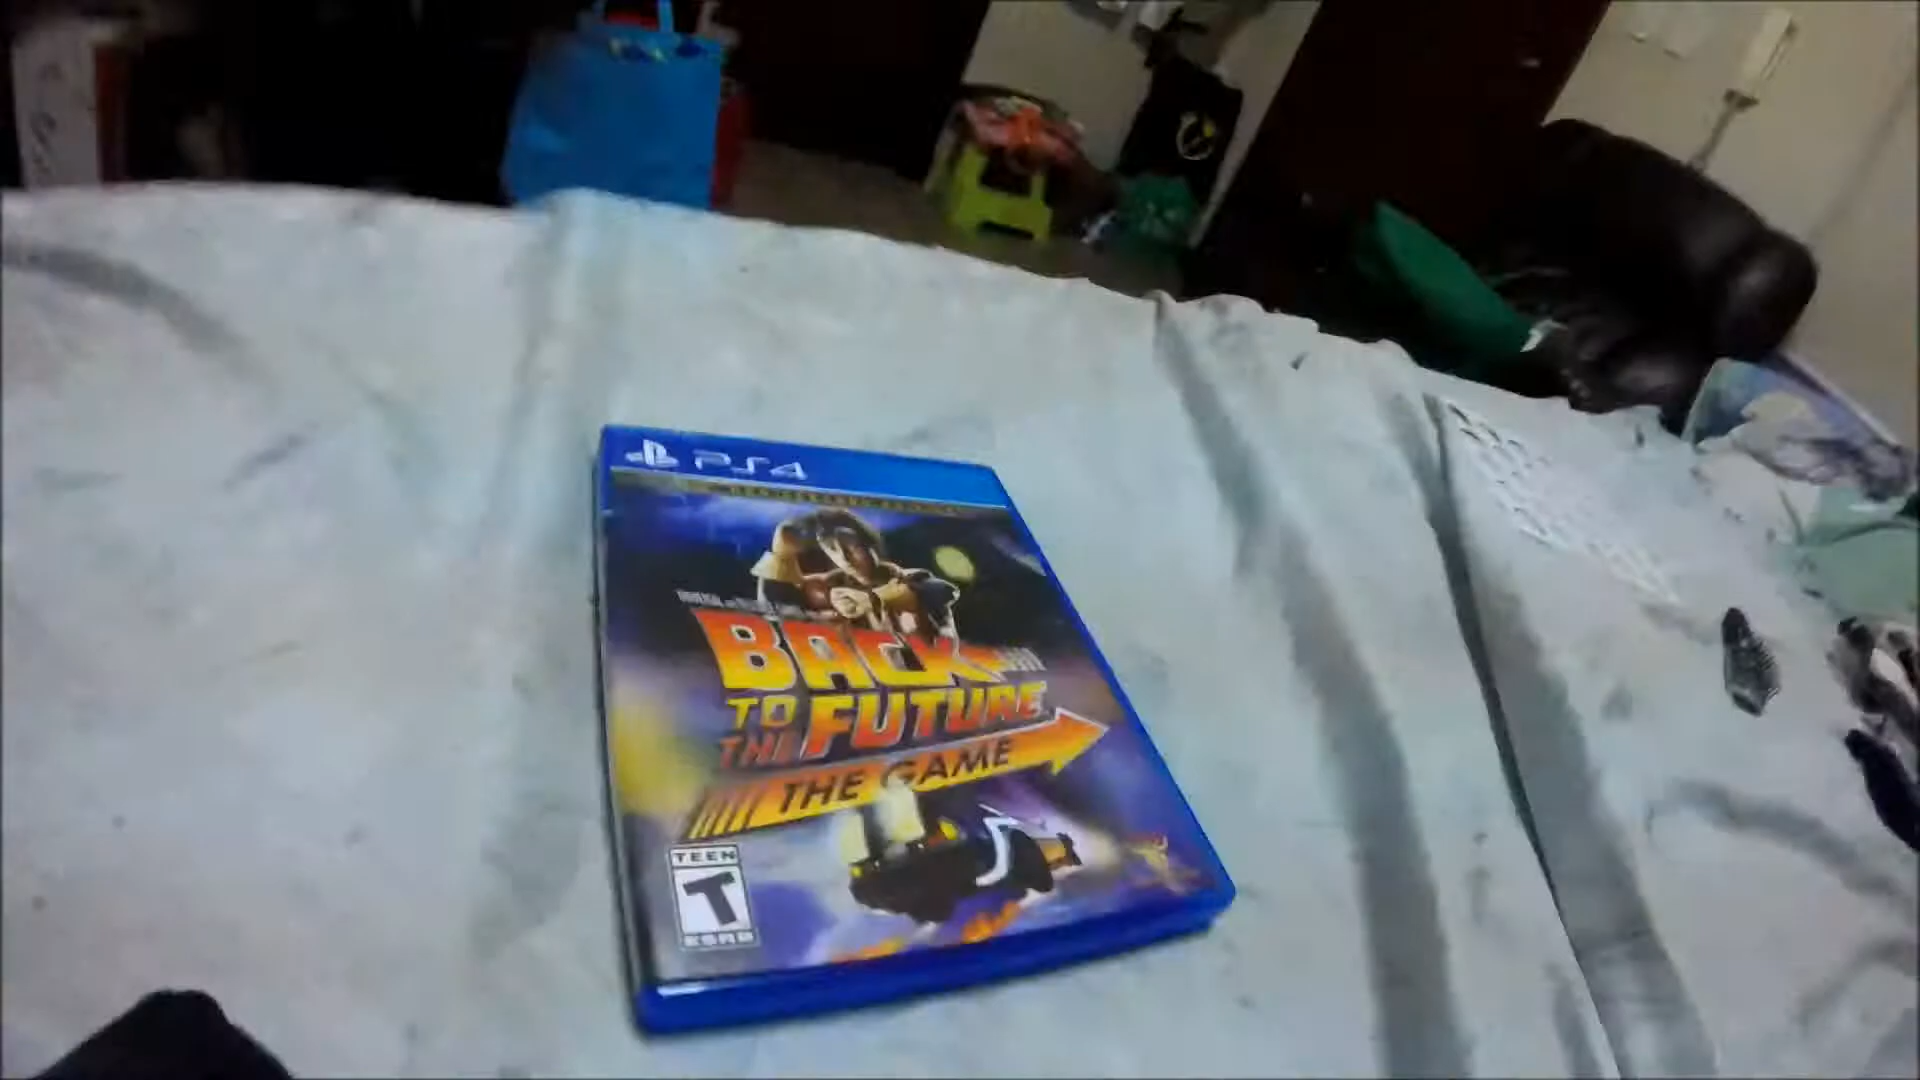 PS4
BACK
TO
THE FUTURE
THE GAME
TEEN
T
ESRB